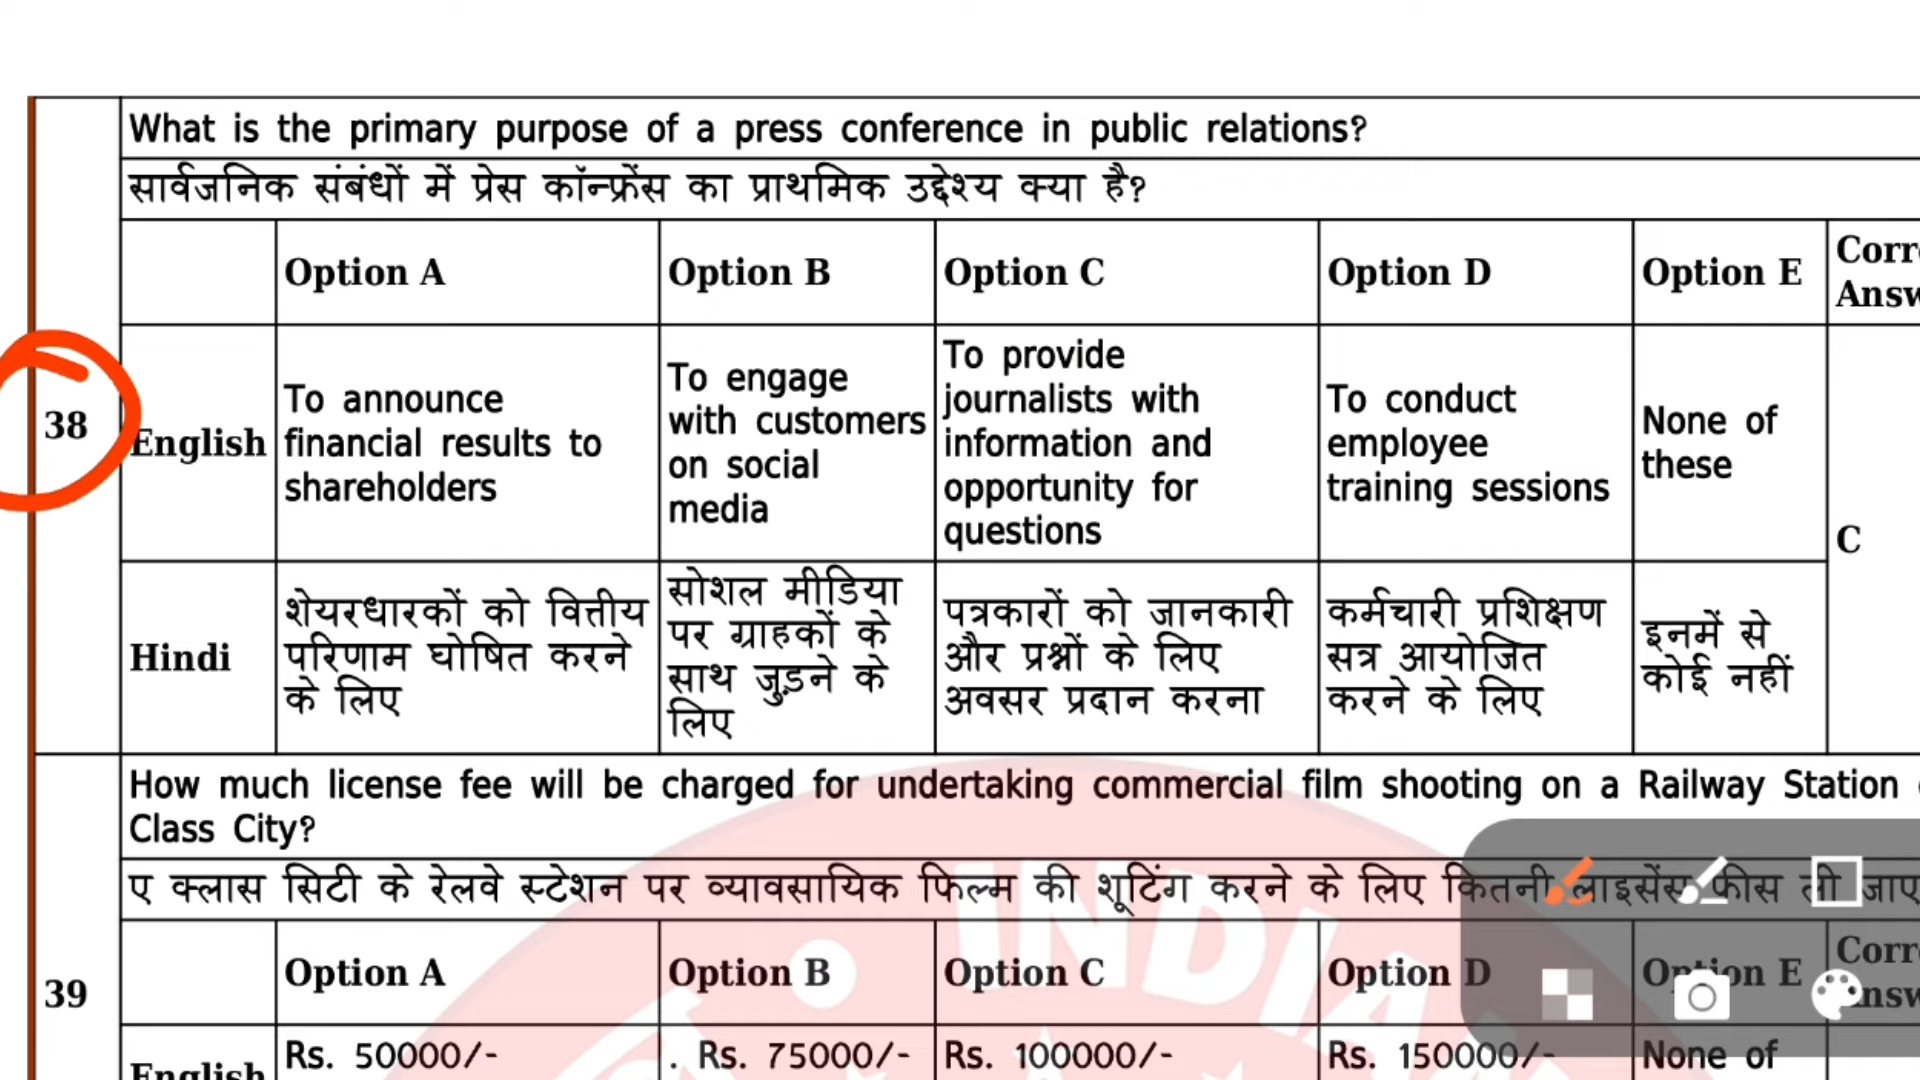 What is the primary purpose of a press conference in public relations?
सार्वजनिक संबंधों में प्रेस कॉन्फ्रेंस का प्राथमिक उद्देश्य क्या है?
Option A Option B Option C Option D Option E
38
English
To announce
financial results to
shareholders
To engage
with customers
on social
media
To provide
journalists with
information and
opportunity for
questions
To conduct
employee
training sessions
None of
these
C
Hindi
शेयरधारकों को वित्तीय
परिणाम घोषित करने
के लिए
सोशल मीडिया
पर ग्राहकों के
साथ जुड़ने के
लिए
पत्रकारों को जानकारी
और प्रश्नों के लिए
अवसर प्रदान करना
कर्मचारी प्रशिक्षण
सत्र आयोजित
करने के लिए
इनमें से
कोई नहीं
How much license fee will be charged for undertaking commercial film shooting on a Railway Station
Class City?
ए क्लास सिटी के रेलवे स्टेशन पर व्यावसायिक फिल्म की शूटिंग करने के लिए कितनी लाइसेंस फीस ली
39
Option A Option B Option C Option D Option E
English
Rs. 50000/- . Rs. 75000/- Rs. 100000/- Rs. 150000/- None of
INDIAN